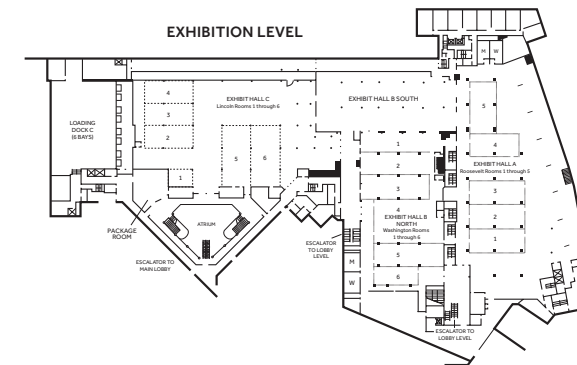 EXHIBITION LEVEL
M W
4
3
2
1
EXHIBIT HALL C
Lincoln Rooms 1 through 6
5 6
EXHIBIT HALL B SOUTH
LOADING
DOCK C
(6 BAYS)
5
4
EXHIBIT HALL A
Roosevelt Rooms 1 through 5
3
2
1
1
2
3
4
EXHIBIT HALL B
NORTH
Washington Rooms
1 through 6
5
6
PACKAGE
ROOM
ATRIUM
ESCALATOR TO
MAIN LOBBY
ESCALATOR
TO LOBBY
LEVEL
M
W
ESCALATOR
TO LOBBY LEVEL